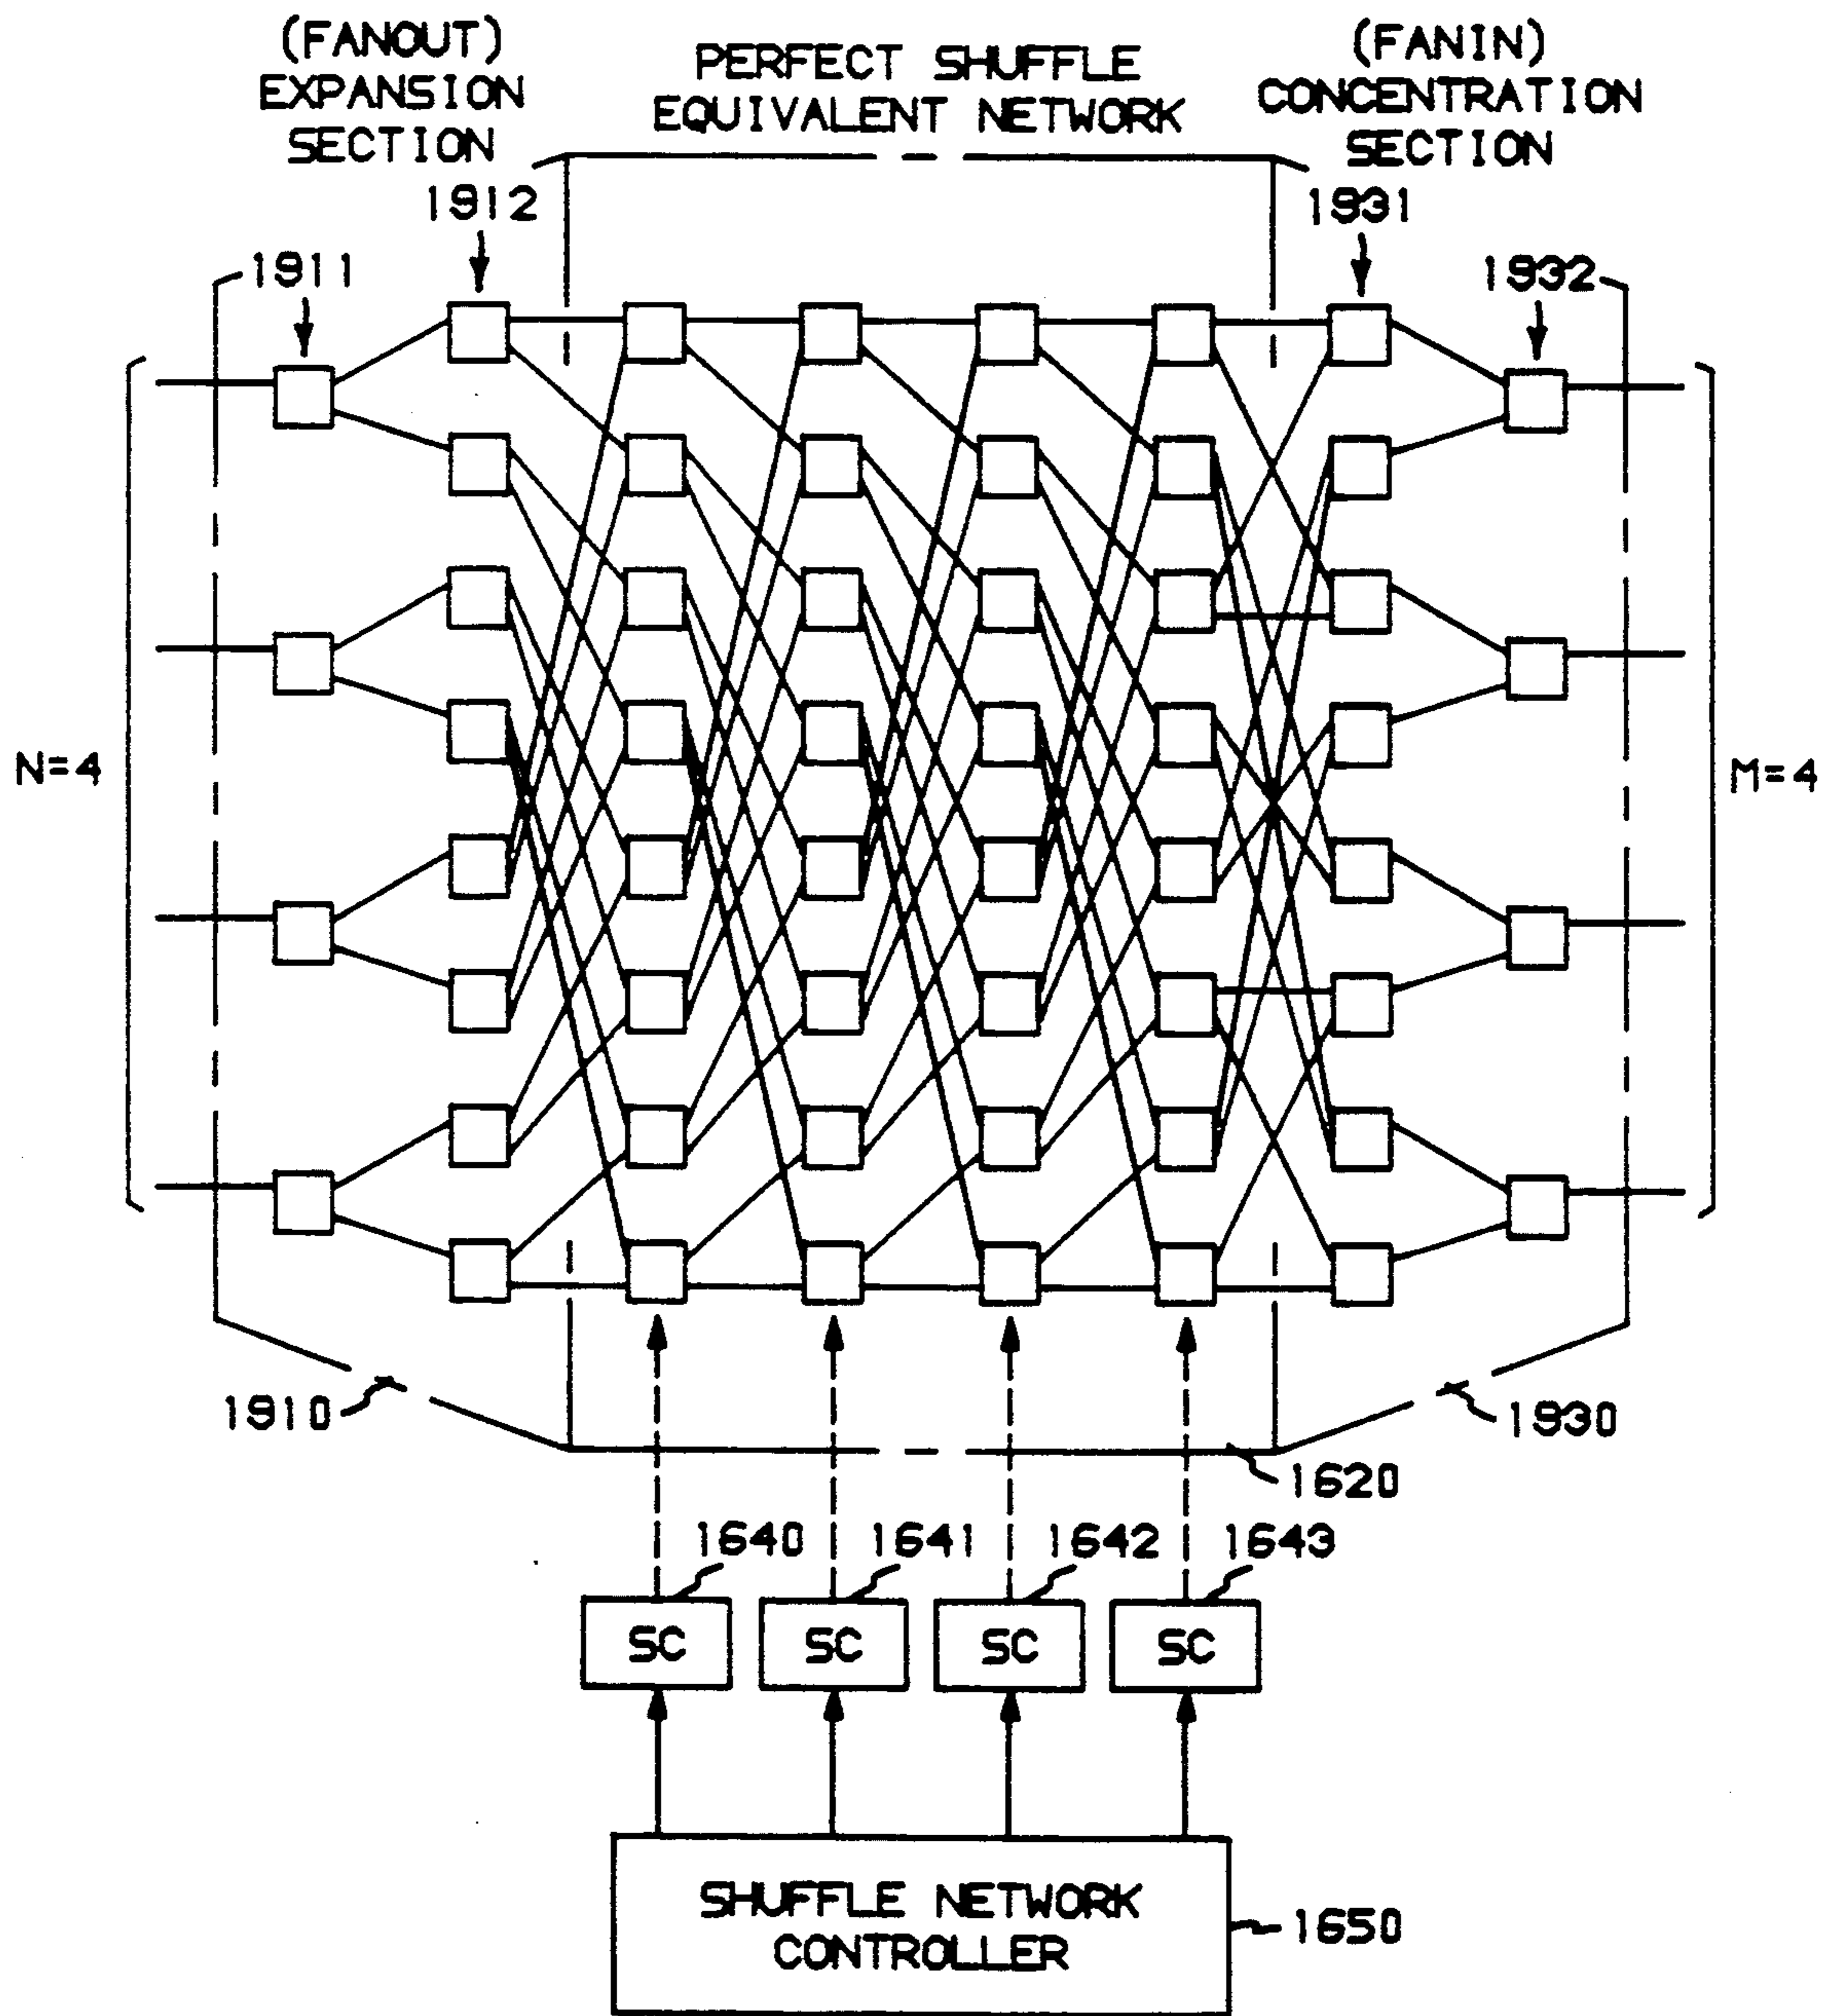 (FANOUT)
EXPANSION
SECTION
PERFECT SHUFFLE
EQUIVALENT NETWORK
(FANIN)
CONCENTRATION
SECTION
1912
1931
1911
1932
N=4
M=4
1910
1930
1620
1640
1641
1642
1643
SC
SC
SC
SC
SHUFFLE NETWORK
CONTROLLER
1650